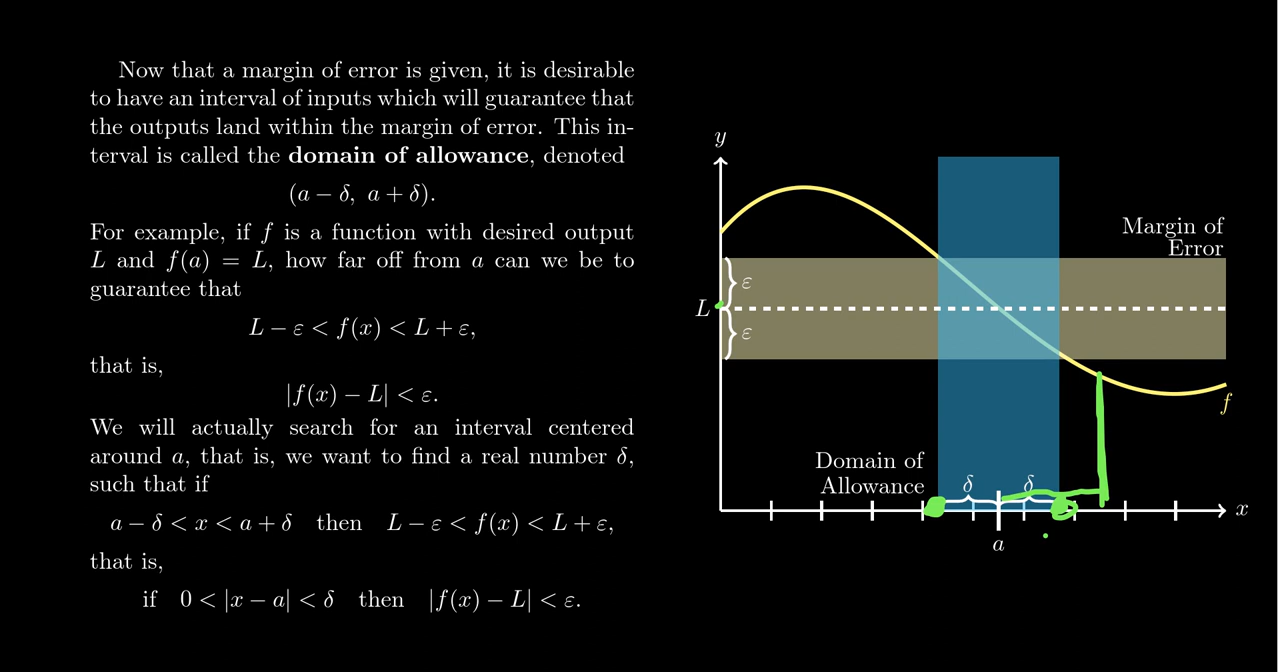 Now that a margin of error is given, it is desirable
to have an interval of inputs which will guarantee that
the outputs land within the margin of error. This in-
terval is called the domain of allowance, denoted
(a − δ, a + δ).
For example, if f is a function with desired output
L and f(a) = L, how far off from a can we be to
guarantee that
L − ε < f(x) < L + ε,
that is,
|f(x) − L| < ε.
We will actually search for an interval centered
around a, that is, we want to find a real number δ,
such that if
a − δ < x < a + δ then L − ε < f(x) < L + ε,
that is,
if 0 < |x − a| < δ then |f(x) − L| < ε.
y
Margin of
Error
ε
L
ε
f
Domain of
Allowance
δ δ
x
a